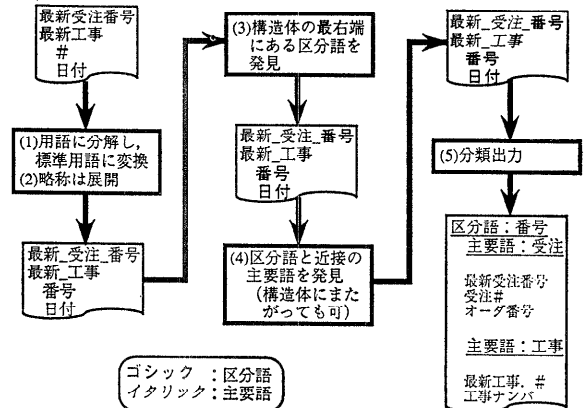 最新受注番号
最新工事
#
日付
(1)用語に分解し,
標準用語に変換
(2)略称は展開
最新_受注_番号
最新_工事
番号
日付
(3)構造体の最右端
にある区分語を
発見
最新_受注_番号
最新_工事
番号
日付
(4)区分語と近接の
主要語を発見
(構造体にまた
がっても可)
最新_受注_番号
最新_工事
番号
日付
(5)分類出力
区分語:番号
主要語:受注
最新受注番号
受注#
オーダ番号
主要語:工事
最新工事. #
工事ナンバ
ゴシック :区分語
イタリック:主要語